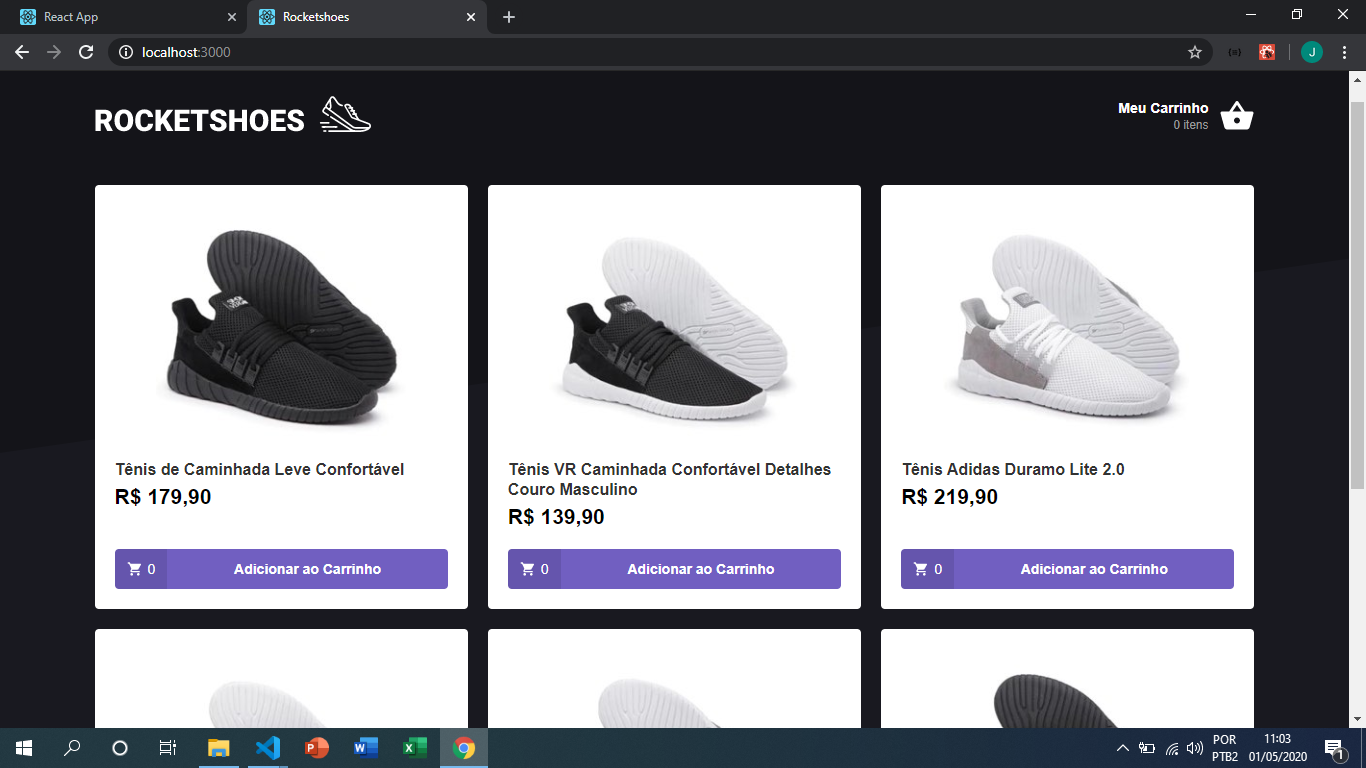 React App
Rocketshoes
localhost:3000
J
ROCKETSHOES
Meu Carrinho
0 itens
Tênis de Caminhada Leve Confortável
R$ 179,90
0 Adicionar ao Carrinho
Tênis VR Caminhada Confortável Detalhes
Couro Masculino
R$ 139,90
0 Adicionar ao Carrinho
Tênis Adidas Duramo Lite 2.0
R$ 219,90
0 Adicionar ao Carrinho
POR
PTB2
11:03
01/05/2020
1